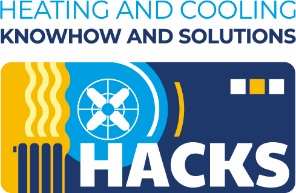 HEATING AND COOLING
KNOWHOW AND SOLUTIONS
HACKS